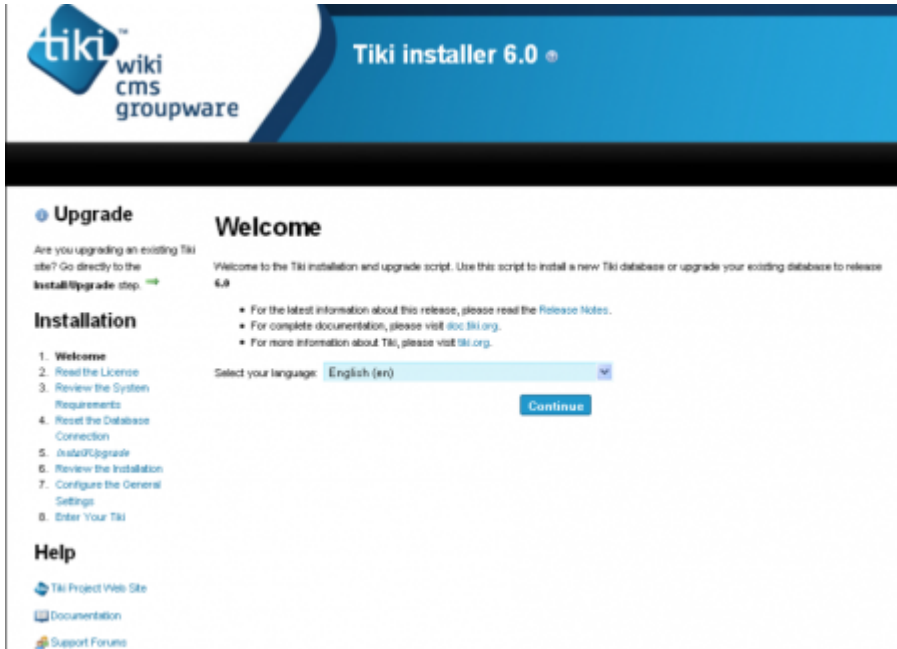 tiki™
wiki
cms
groupware
Tiki installer 6.0
Upgrade
Are you upgrading an existing Tiki
site? Go directly to the
Install/Upgrade step.
Installation
1. Welcome
2. Read the License
3. Review the System
Requirements
4. Reset the Database
Connection
5. Install/Upgrade
6. Review the Installation
7. Configure the General
Settings
8. Enter Your Tiki
Help
Tiki Project Web Site
Documentation
Support Forums
Welcome
Welcome to the Tiki installation and upgrade script. Use this script to install a new Tiki database or upgrade your existing database to release
6.0
• For the latest information about this release, please read the Release Notes.
• For complete documentation, please visit doc.tiki.org.
• For more information about Tiki, please visit tiki.org.
Select your language: English (en)
Continue